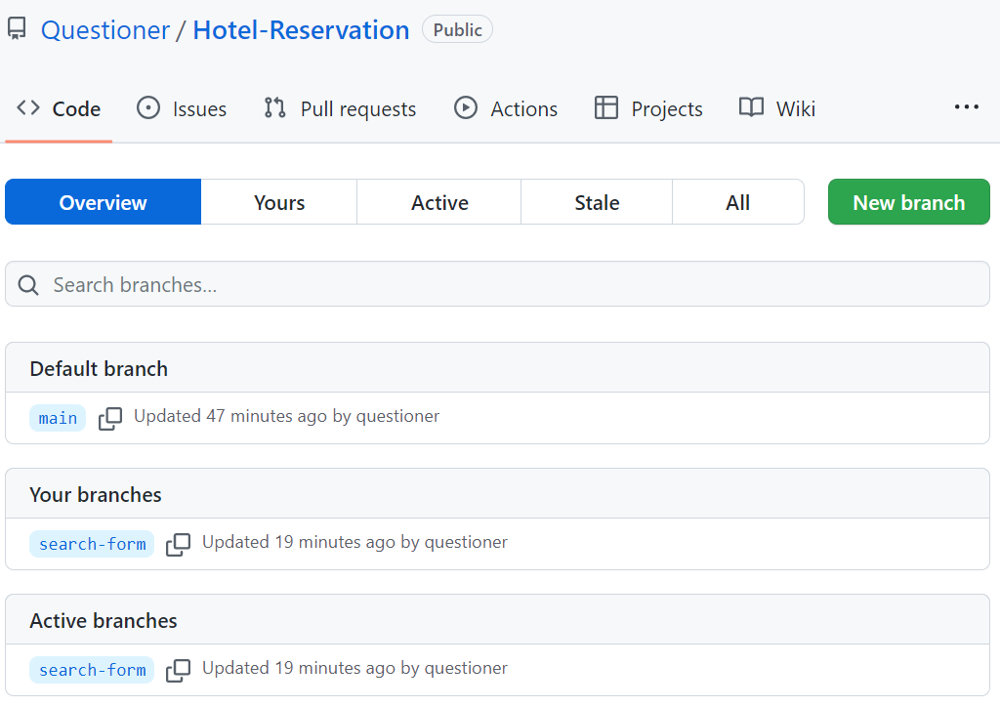 Questioner / Hotel-Reservation Public
Code Issues Pull requests Actions Projects Wiki
Overview Yours Active Stale All New branch
Search branches...
Default branch
main Updated 47 minutes ago by questioner
Your branches
search-form Updated 19 minutes ago by questioner
Active branches
search-form Updated 19 minutes ago by questioner